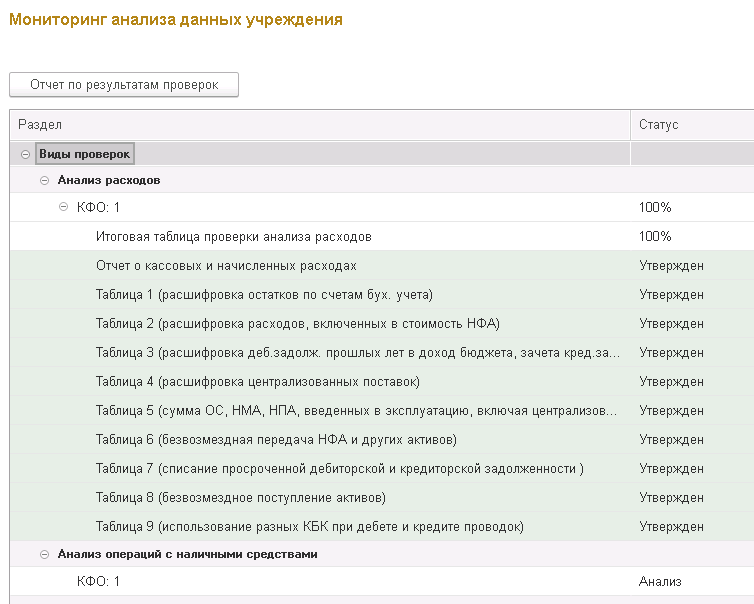 Мониторинг анализа данных учреждения
Отчет по результатам проверок
Раздел Статус
Виды проверок
Анализ расходов
КФО: 1 100%
Итоговая таблица проверки анализа расходов 100%
Отчет о кассовых и начисленных расходах Утвержден
Таблица 1 (расшифровка остатков по счетам бух. учета) Утвержден
Таблица 2 (расшифровка расходов, включенных в стоимость НФА) Утвержден
Таблица 3 (расшифровка деб.задолж. прошлых лет в доход бюджета, зачета кред.за... Утвержден
Таблица 4 (расшифровка централизованных поставок) Утвержден
Таблица 5 (сумма ОС, НМА, НПА, введенных в эксплуатацию, включая централизов... Утвержден
Таблица 6 (безвозмездная передача НФА и других активов) Утвержден
Таблица 7 (списание просроченной дебиторской и кредиторской задолженности ) Утвержден
Таблица 8 (безвозмездное поступление активов) Утвержден
Таблица 9 (использование разных КБК при дебете и кредите проводок) Утвержден
Анализ операций с наличными средствами
КФО: 1 Анализ